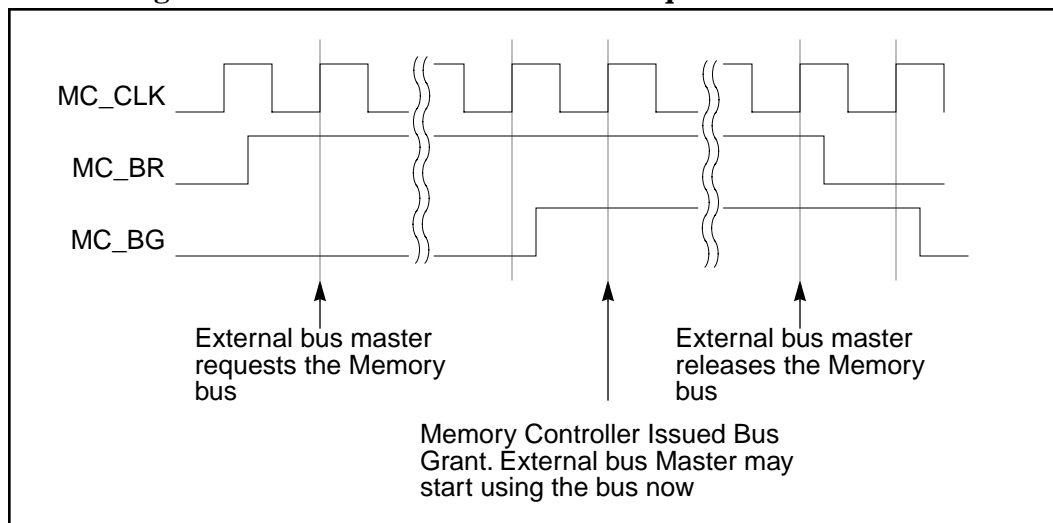 MC_CLK
MC_BR
MC_BG
External bus master
requests the Memory
bus
External bus master
releases the Memory
bus
Memory Controller Issued Bus
Grant. External bus Master may
start using the bus now